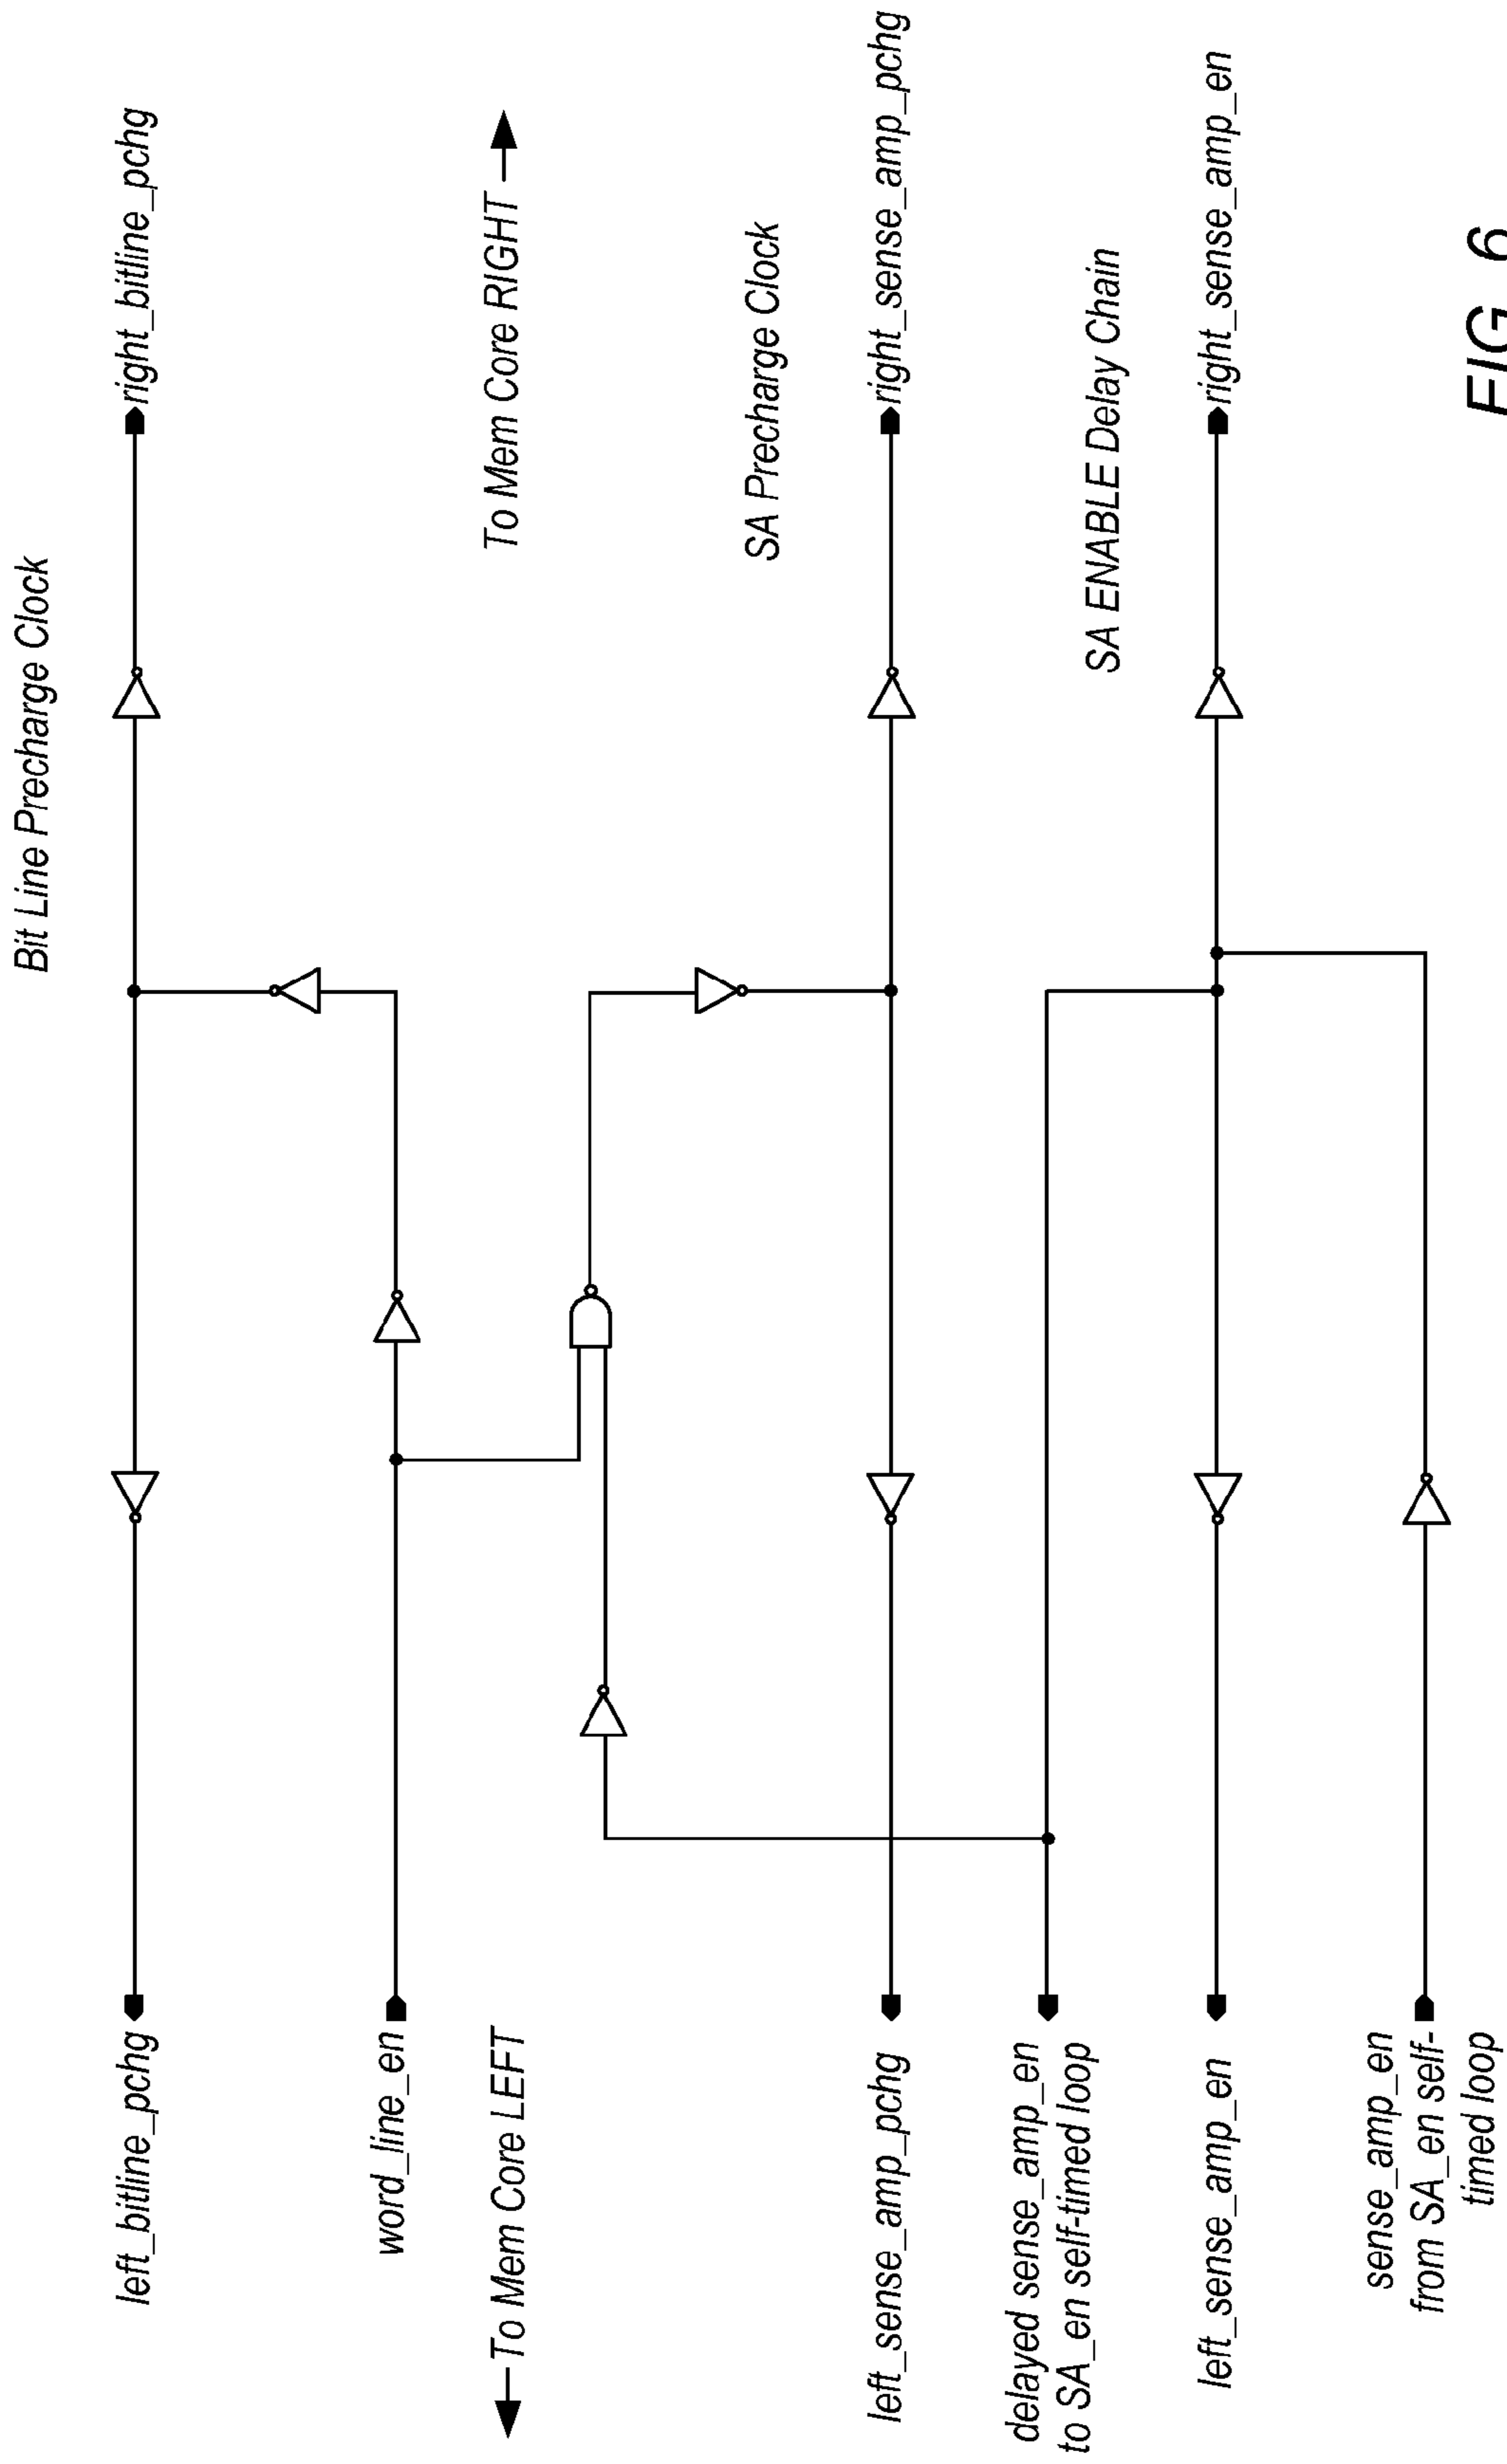 Bit Line Precharge Clock
left_bitline_pchg
right_bitline_pchg
word_line_en
To Mem Core LEFT
To Mem Core RIGHT
SA Precharge Clock
left_sense_amp_pchg
right_sense_amp_pchg
delayed sense_amp_en
to SA_en self-timed loop
SA ENABLE Delay Chain
left_sense_amp_en
right_sense_amp_en
sense_amp_en
from SA_en self-
timed loop
FIG. 6